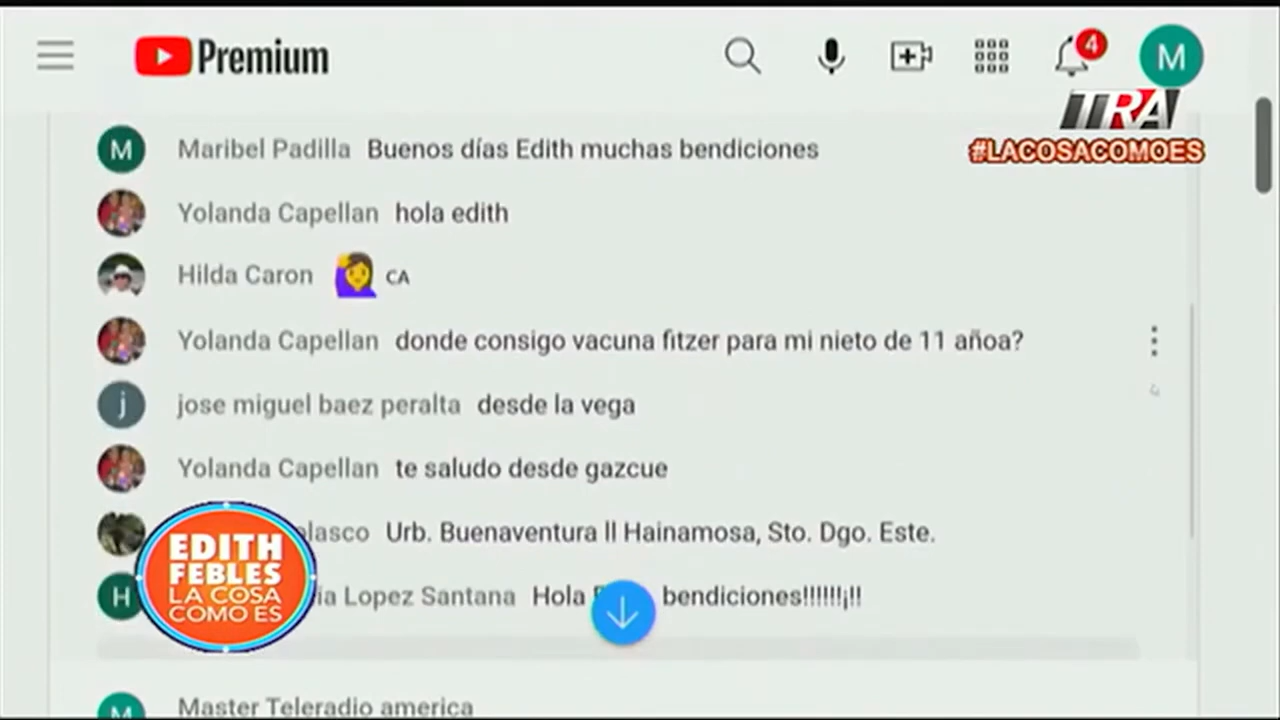 Premium
4
M
TRA
#LACOSACOMOES
M Maribel Padilla Buenos días Edith muchas bendiciones
Yolanda Capellan hola edith
Hilda Caron CA
Yolanda Capellan donde consigo vacuna fitzer para mi nieto de 11 añoa?
j jose miguel baez peralta desde la vega
Yolanda Capellan te saludo desde gazcue
alasco Urb. Buenaventura ll Hainamosa, Sto. Dgo. Este.
H ia Lopez Santana Hola bendiciones!!!!!!¡!!
EDITH
FEBLES
LA COSA
COMO ES
M Master Teleradio america